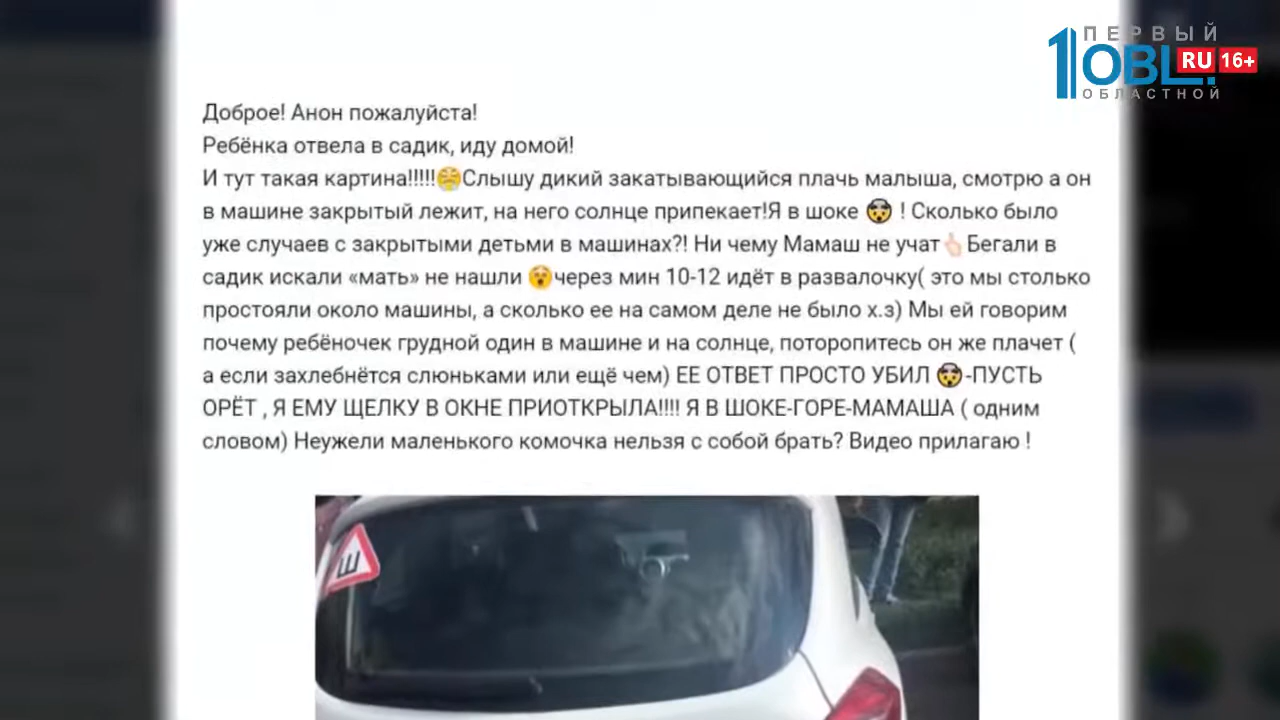 ПЕРВЫЙ
1OBL.RU 16+
ОБЛАСТНОЙ
Доброе! Анон пожалуйста!
Ребёнка отвела в садик, иду домой!
И тут такая картина!!!!!😤Слышу дикий закатывающийся плачь малыша, смотрю а он
в машине закрытый лежит, на него солнце припекает!Я в шоке 🤯 ! Сколько было
уже случаев с закрытыми детьми в машинах?! Ни чему Мамаш не учат👆🏻Бегали в
садик искали «мать» не нашли 😵через мин 10-12 идёт в развалочку( это мы столько
простояли около машины, а сколько ее на самом деле не было х.з) Мы ей говорим
почему ребёночек грудной один в машине и на солнце, поторопитесь он же плачет (
а если захлебнётся слюньками или ещё чем) ЕЕ ОТВЕТ ПРОСТО УБИЛ 🤯-ПУСТЬ
ОРЁТ , Я ЕМУ ЩЕЛКУ В ОКНЕ ПРИОТКРЫЛА!!!! Я В ШОКЕ-ГОРЕ-МАМАША ( одним
словом) Неужели маленького комочка нельзя с собой брать? Видео прилагаю !
Ш